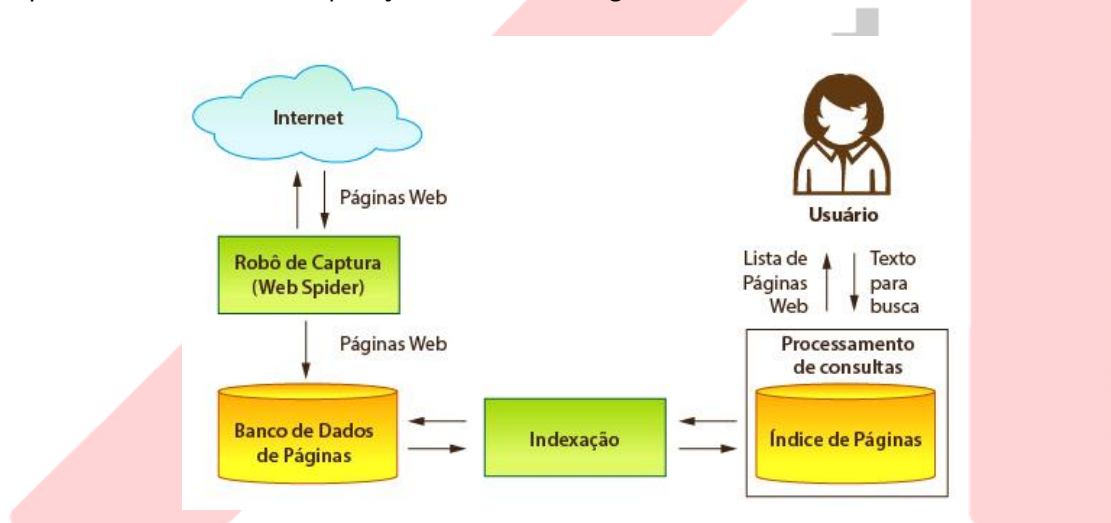 Internet
Páginas Web
Robô de Captura
(Web Spider)
Páginas Web
Banco de Dados
de Páginas
Indexação
Usuário
Lista de
Páginas
Web
Texto
para
busca
Processamento
de consultas
Índice de Páginas